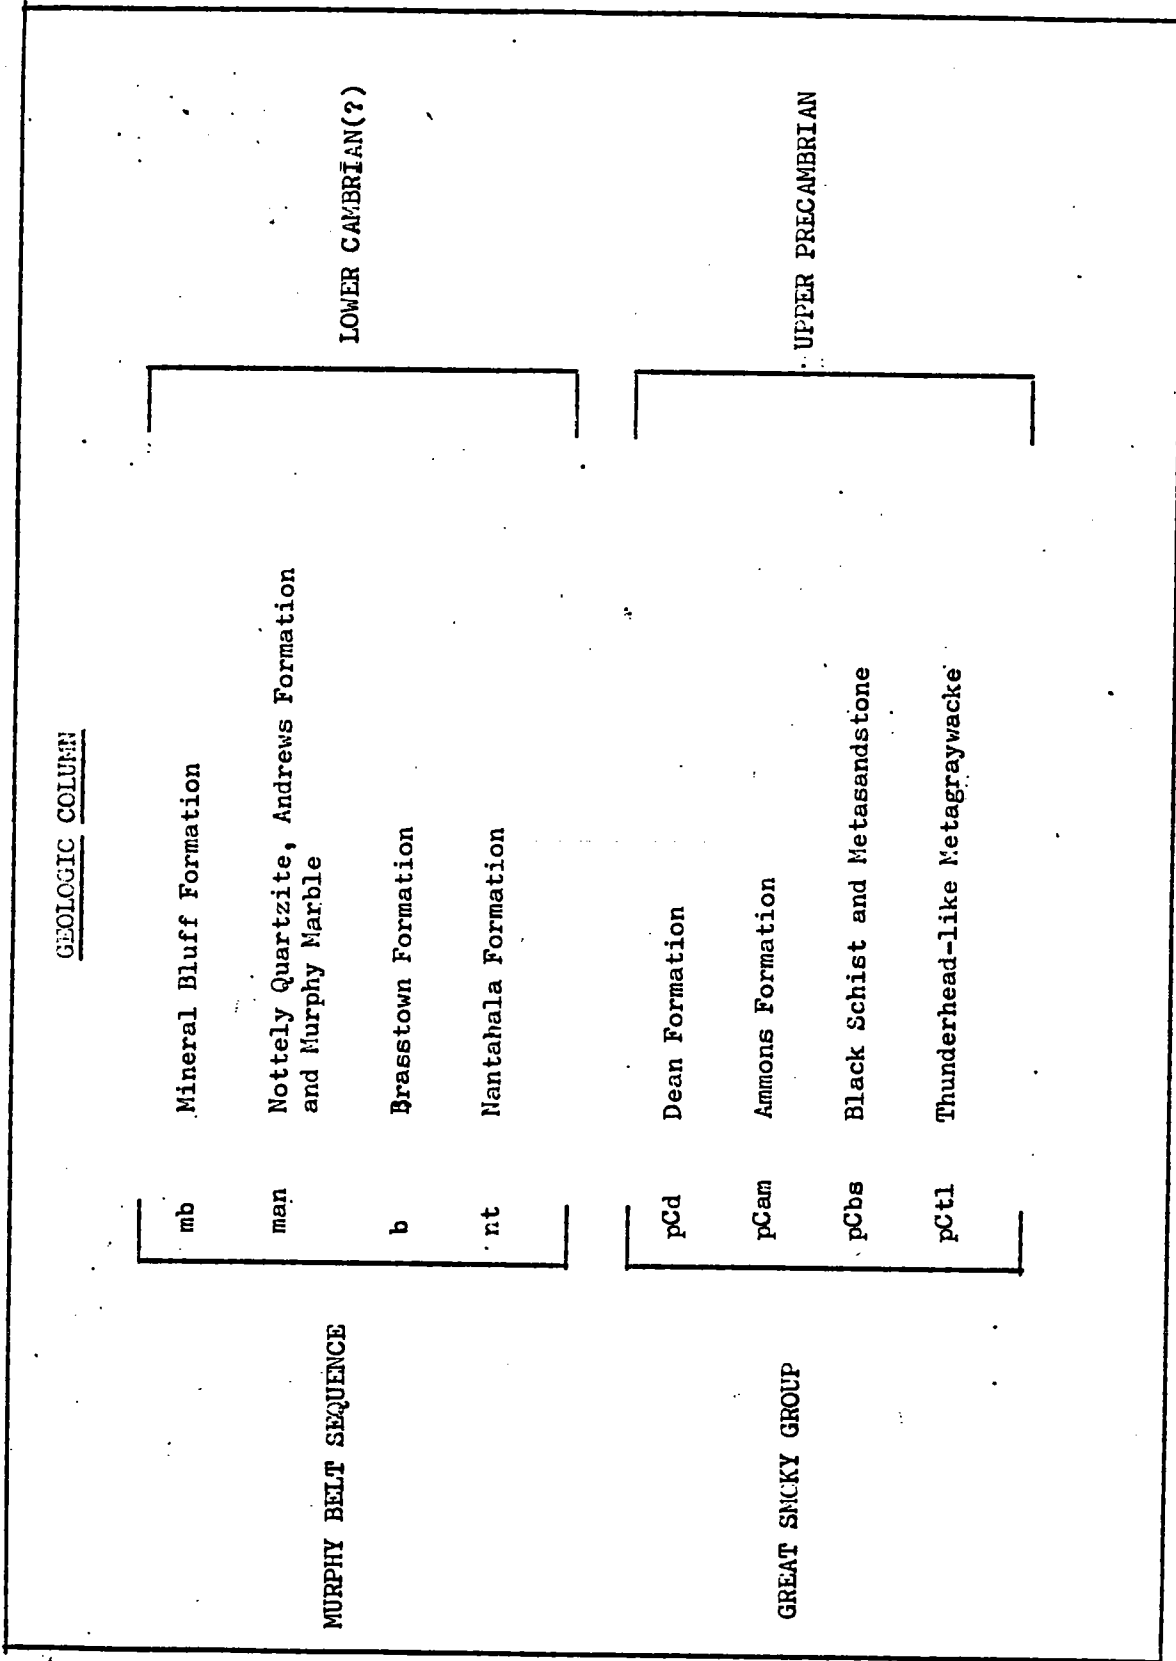 GEOLOGIC COLUMN
MURPHY BELT SEQUENCE
mb Mineral Bluff Formation
man Nottely Quartzite, Andrews Formation
and Murphy Marble
b Brasstown Formation
nt Nantahala Formation
LOWER CAMBRIAN(?)
GREAT SMOKY GROUP
pCd Dean Formation
pCam Ammons Formation
pCbs Black Schist and Metasandstone
pCtl Thunderhead-like Metagraywacke
UPPER PRECAMBRIAN